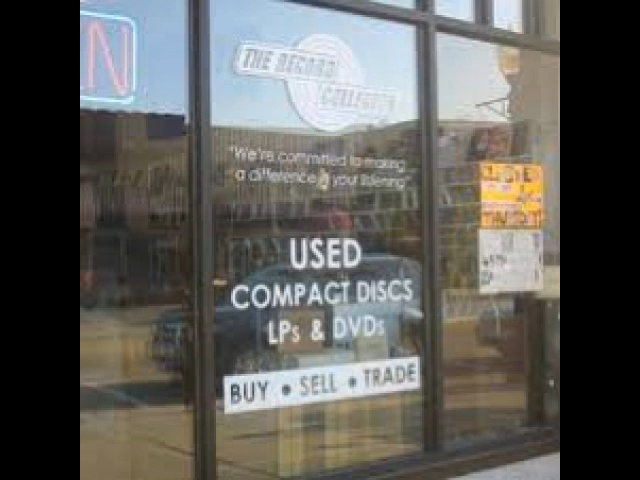 N
THE RECORD
COLLECTOR
"We're committed to making
a difference in your listening"
USED
COMPACT DISCS
LPs & DVDs
BUY • SELL • TRADE